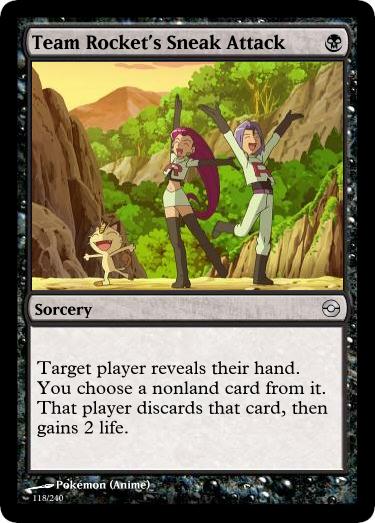 Team Rocket's Sneak Attack
Sorcery
Target player reveals their hand.
You choose a nonland card from it.
That player discards that card, then
gains 2 life.
Pokémon (Anime)
118/240